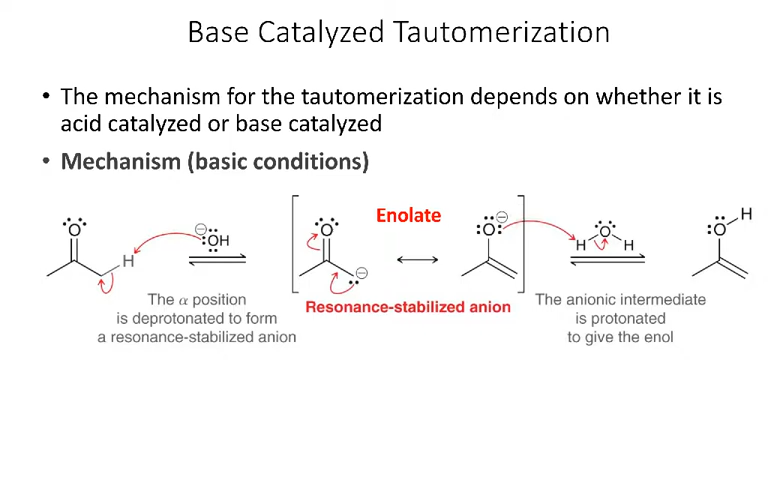 Base Catalyzed Tautomerization
• The mechanism for the tautomerization depends on whether it is
acid catalyzed or base catalyzed
• Mechanism (basic conditions)
O
H
⊖
:OH
The α position
is deprotonated to form
a resonance-stabilized anion
O
⊖
Enolate
:O:
⊖
Resonance-stabilized anion
H
O
H
The anionic intermediate
is protonated
to give the enol
:O
H